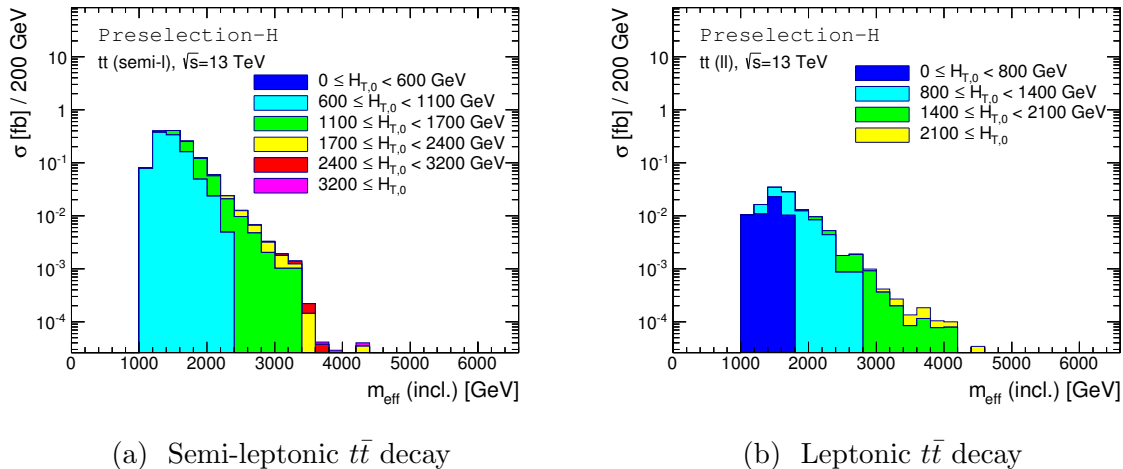 Preselection-H
tt (semi-l), √s=13 TeV
0 ≤ H_T,0 < 600 GeV
600 ≤ H_T,0 < 1100 GeV
1100 ≤ H_T,0 < 1700 GeV
1700 ≤ H_T,0 < 2400 GeV
2400 ≤ H_T,0 < 3200 GeV
3200 ≤ H_T,0
σ [fb] / 200 GeV
10
1
10⁻¹
10⁻²
10⁻³
10⁻⁴
0 1000 2000 3000 4000 5000 6000
m_eff (incl.) [GeV]
(a) Semi-leptonic tt̄ decay
Preselection-H
tt (ll), √s=13 TeV
0 ≤ H_T,0 < 800 GeV
800 ≤ H_T,0 < 1400 GeV
1400 ≤ H_T,0 < 2100 GeV
2100 ≤ H_T,0
σ [fb] / 200 GeV
10
1
10⁻¹
10⁻²
10⁻³
10⁻⁴
0 1000 2000 3000 4000 5000 6000
m_eff (incl.) [GeV]
(b) Leptonic tt̄ decay